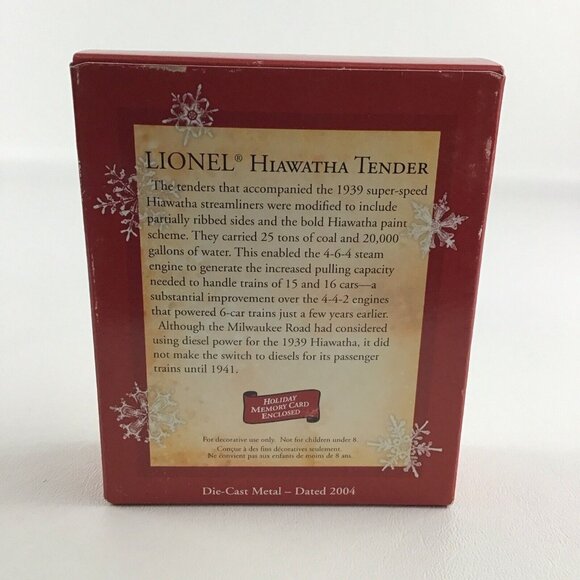 LIONEL® HIAWATHA TENDER
The tenders that accompanied the 1939 super-speed
Hiawatha streamliners were modified to include
partially ribbed sides and the bold Hiawatha paint
scheme. They carried 25 tons of coal and 20,000
gallons of water. This enabled the 4-6-4 steam
engine to generate the increased pulling capacity
needed to handle trains of 15 and 16 cars—a
substantial improvement over the 4-4-2 engines
that powered 6-car trains just a few years earlier.
Although the Milwaukee Road had considered
using diesel power for the 1939 Hiawatha, it did
not make the switch to diesels for its passenger
trains until 1941.
HOLIDAY
MEMORY CARD
ENCLOSED
For decorative use only. Not for children under 8.
Conçue à des fins décoratives seulement.
Ne convient pas aux enfants de moins de 8 ans.
Die-Cast Metal – Dated 2004